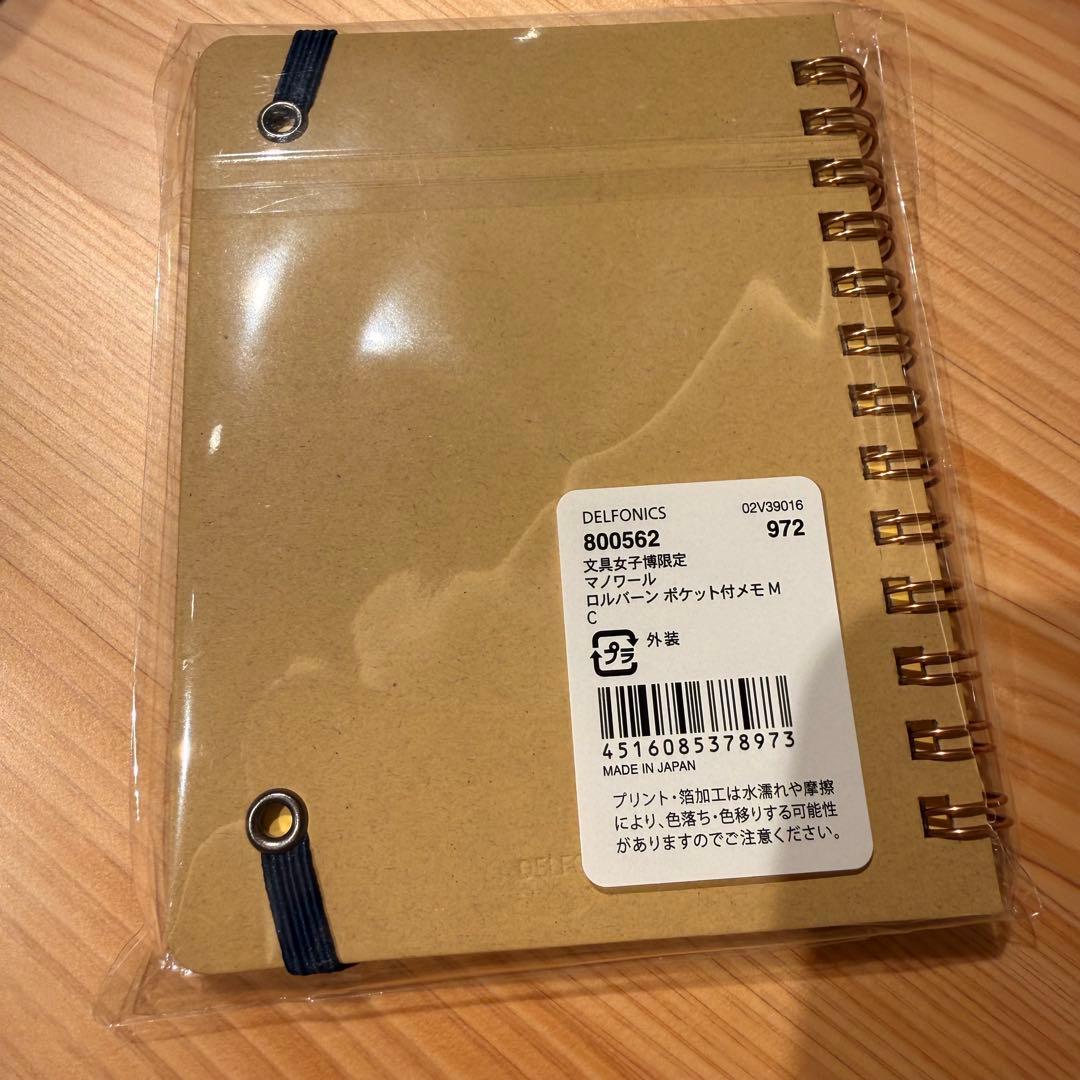 DELFONICS 02V39016
800562 972
文具女子博限定
マノワール
ロルバーン ポケット付メモ M
C
プラ 外装
4516085378973
MADE IN JAPAN
プリント・箔加工は水濡れや摩擦
により、色落ち・色移りする可能性
がありますのでご注意ください。